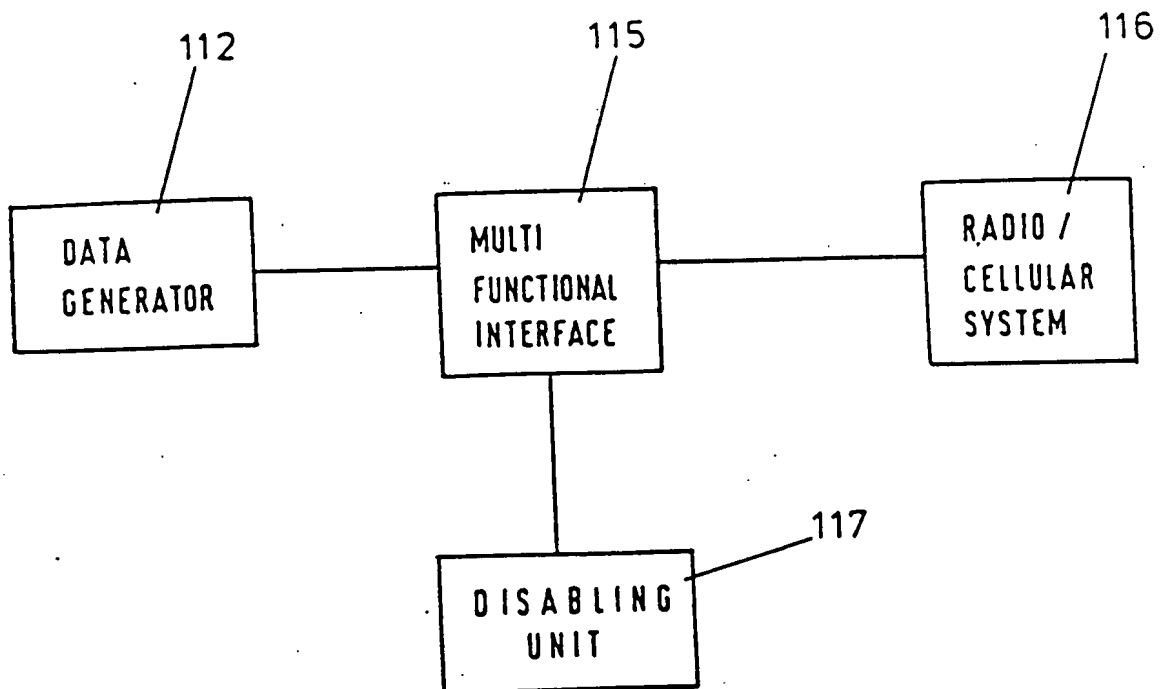 112
115
116
DATA
GENERATOR
MULTI
FUNCTIONAL
INTERFACE
RADIO /
CELLULAR
SYSTEM
117
DISABLING
UNIT